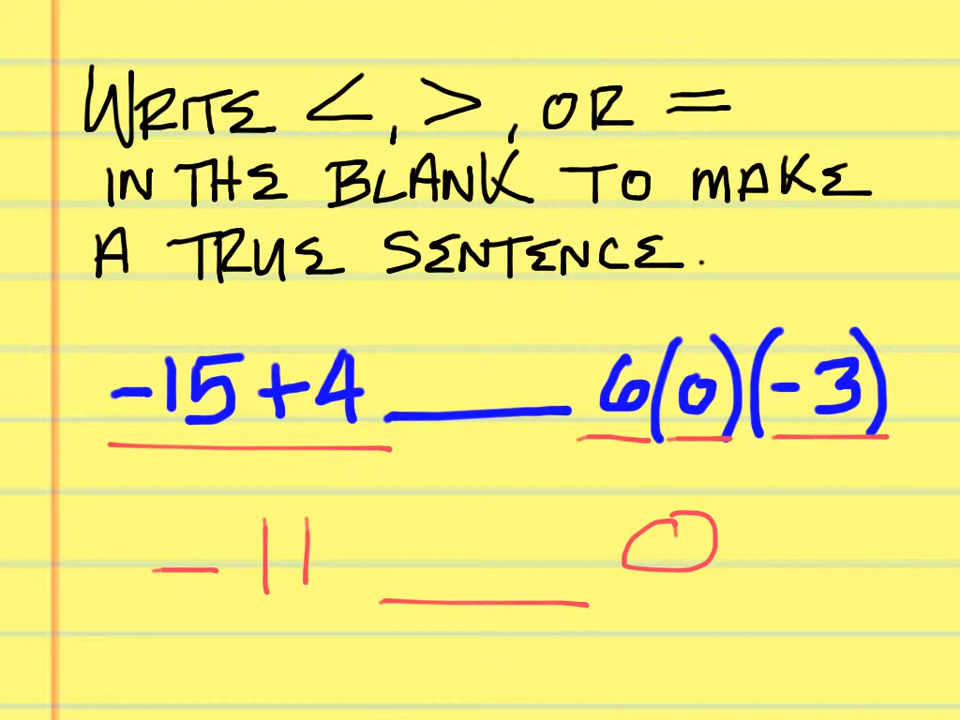 WRITE <, >, OR =
IN THE BLANK TO MAKE
A TRUE SENTENCE.
-15+4 ____ 6(0)(-3)
-11 ____ 0